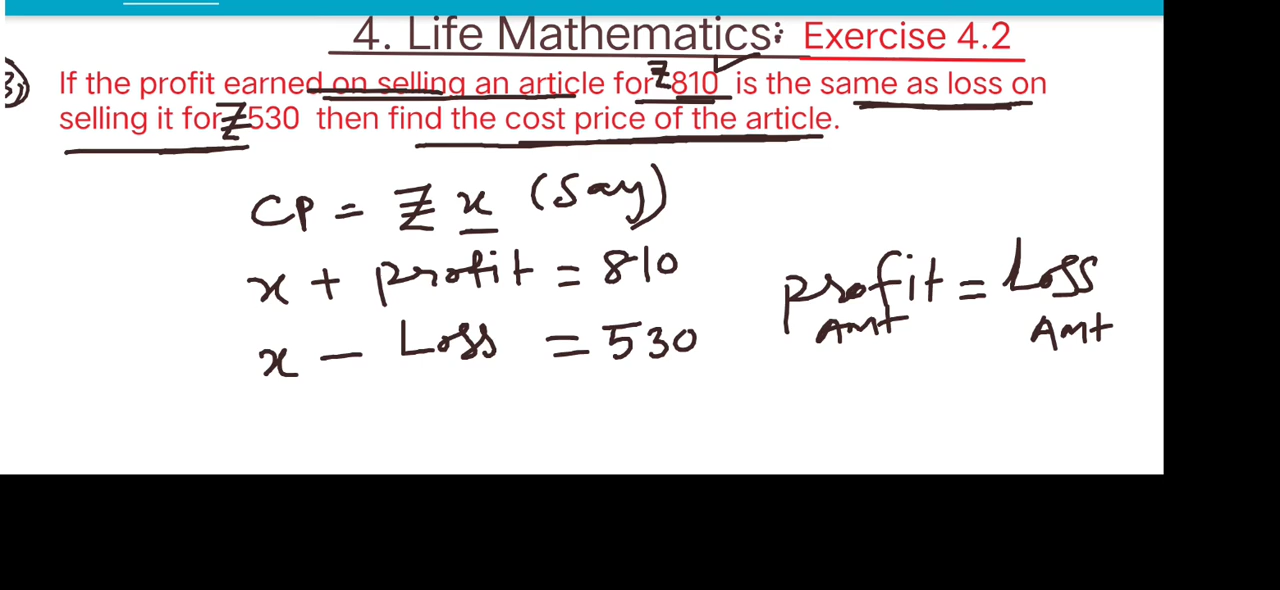 4. Life Mathematics: Exercise 4.2
3) If the profit earned on selling an article for ₹810 is the same as loss on
selling it for ₹530 then find the cost price of the article.
CP = ₹ x (Say)
x + profit = 810
x - Loss = 530
profit = Loss
Amt Amt